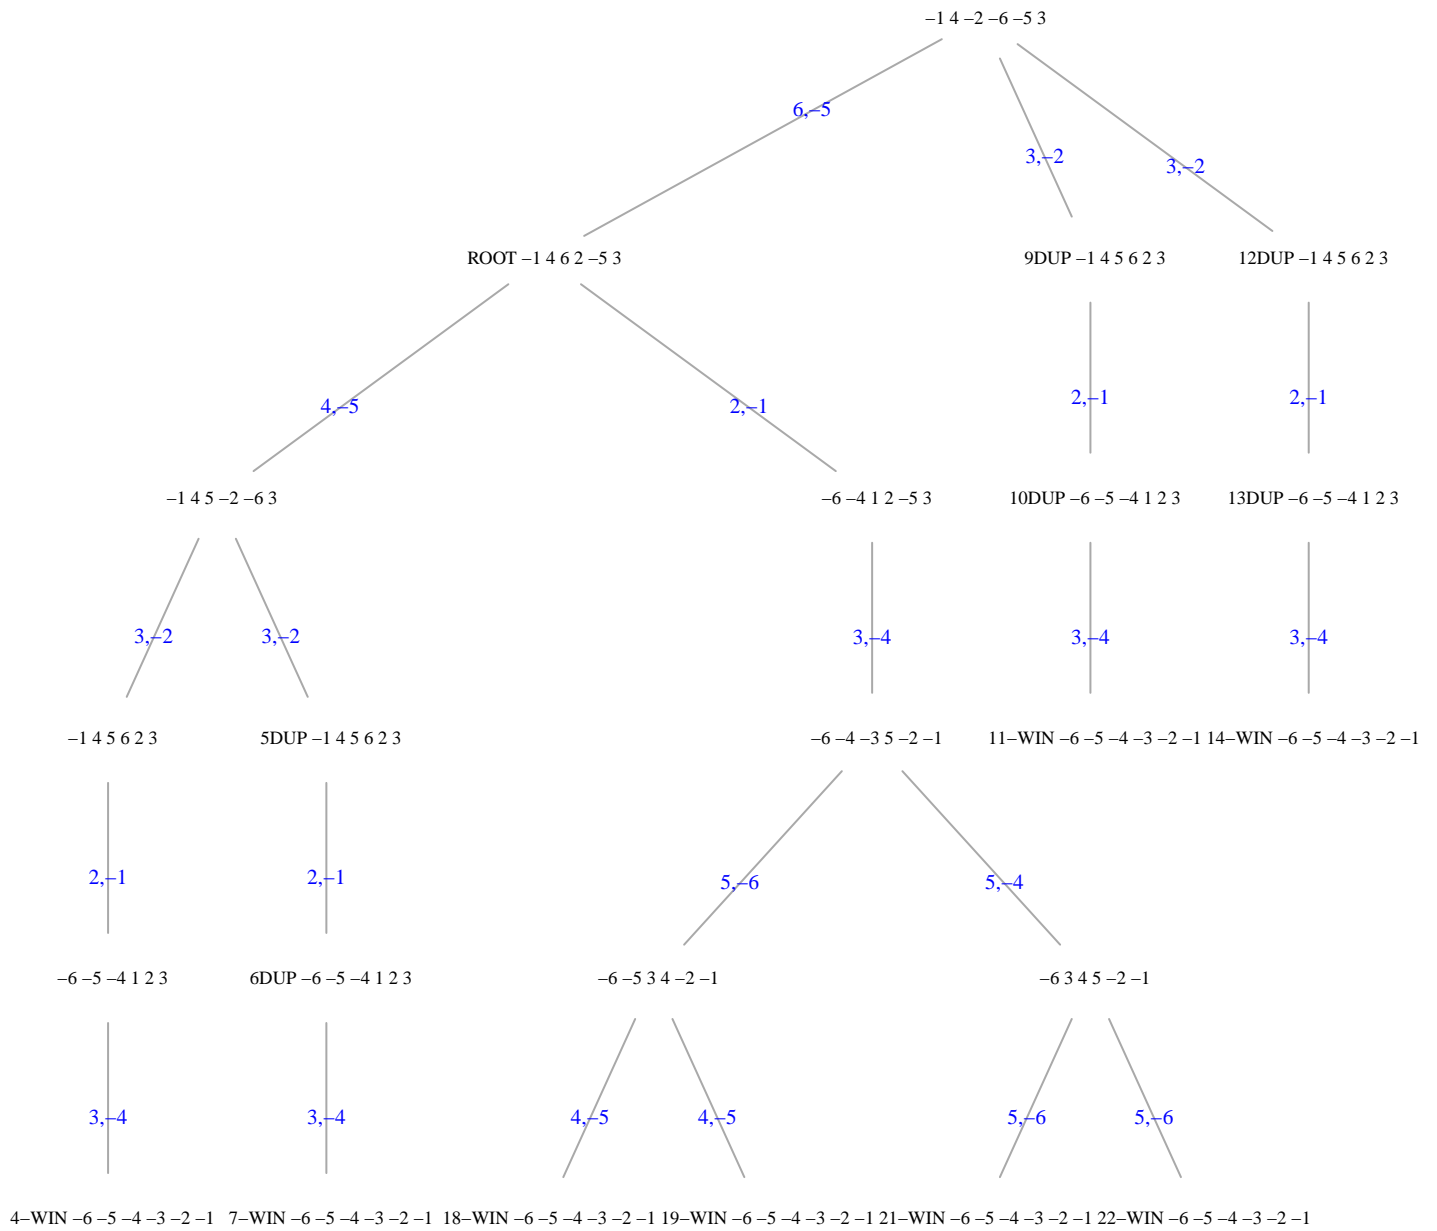 –1 4 –2 –6 –5 3
6,–5
3,–2
3,–2
ROOT –1 4 6 2 –5 3
9DUP –1 4 5 6 2 3
12DUP –1 4 5 6 2 3
4,–5
2,–1
2,–1
2,–1
–1 4 5 –2 –6 3
–6 –4 1 2 –5 3
10DUP –6 –5 –4 1 2 3
13DUP –6 –5 –4 1 2 3
3,–2
3,–2
3,–4
3,–4
3,–4
–1 4 5 6 2 3
5DUP –1 4 5 6 2 3
–6 –4 –3 5 –2 –1
11–WIN –6 –5 –4 –3 –2 –1
14–WIN –6 –5 –4 –3 –2 –1
2,–1
2,–1
5,–6
5,–4
–6 –5 –4 1 2 3
6DUP –6 –5 –4 1 2 3
–6 –5 3 4 –2 –1
–6 3 4 5 –2 –1
3,–4
3,–4
4,–5
4,–5
5,–6
5,–6
4–WIN –6 –5 –4 –3 –2 –1
7–WIN –6 –5 –4 –3 –2 –1
18–WIN –6 –5 –4 –3 –2 –1
19–WIN –6 –5 –4 –3 –2 –1
21–WIN –6 –5 –4 –3 –2 –1
22–WIN –6 –5 –4 –3 –2 –1